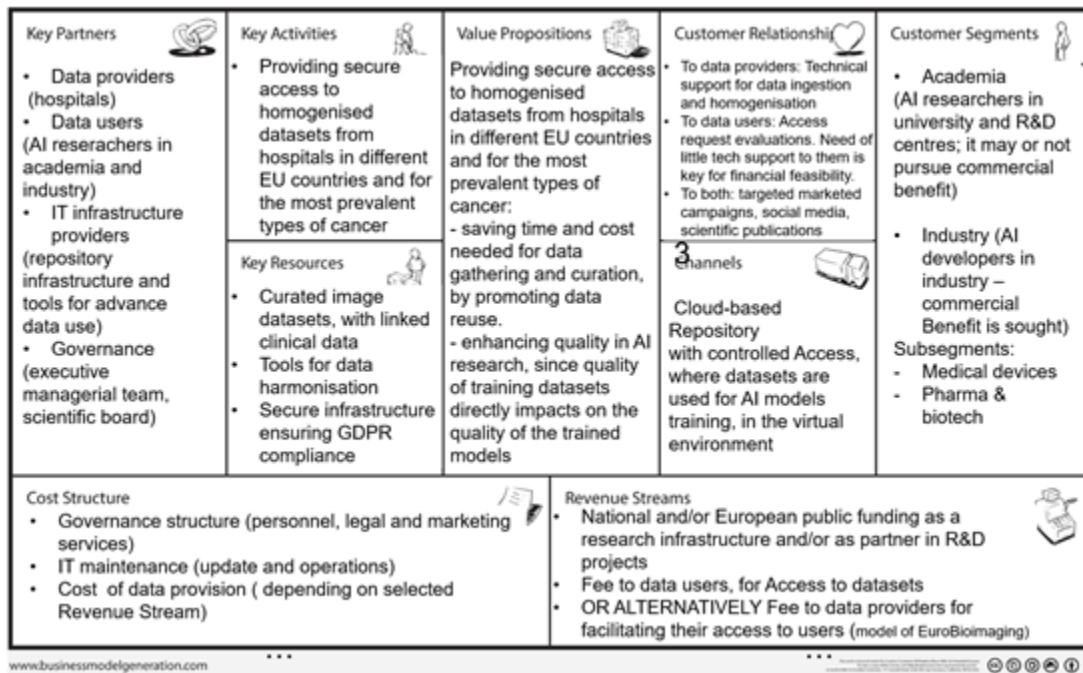 Key Partners
• Data providers
(hospitals)
• Data users
(AI reserachers in
academia and
industry)
• IT infrastructure
providers
(repository
infrastructure and
tools for advance
data use)
• Governance
(executive
managerial team,
scientific board)
Key Activities
• Providing secure
access to
homogenised
datasets from
hospitals in different
EU countries and for
the most prevalent
types of cancer
Key Resources
• Curated image
datasets, with linked
clinical data
• Tools for data
harmonisation
• Secure infrastructure
ensuring GDPR
compliance
Value Propositions
Providing secure access
to homogenised
datasets from hospitals
in different EU countries
and for the most
prevalent types of
cancer:
- saving time and cost
needed for data
gathering and curation,
by promoting data
reuse.
- enhancing quality in AI
research, since quality
of training datasets
directly impacts on the
quality of the trained
models
Customer Relationship
• To data providers: Technical
support for data ingestion
and homogenisation
• To data users: Access
request evaluations. Need of
little tech support to them is
key for financial feasibility.
• To both: targeted marketed
campaigns, social media,
scientific publications
3
Channels
Cloud-based
Repository
with controlled Access,
where datasets are
used for AI models
training, in the virtual
environment
Customer Segments
• Academia
(AI researchers in
university and R&D
centres; it may or not
pursue commercial
benefit)
• Industry (AI
developers in
industry –
commercial
Benefit is sought)
Subsegments:
- Medical devices
- Pharma &
biotech
Cost Structure
• Governance structure (personnel, legal and marketing
services)
• IT maintenance (update and operations)
• Cost of data provision ( depending on selected
Revenue Stream)
Revenue Streams
• National and/or European public funding as a
research infrastructure and/or as partner in R&D
projects
• Fee to data users, for Access to datasets
• OR ALTERNATIVELY Fee to data providers for
facilitating their access to users (model of EuroBioimaging)
... ...
www.businessmodelgeneration.com